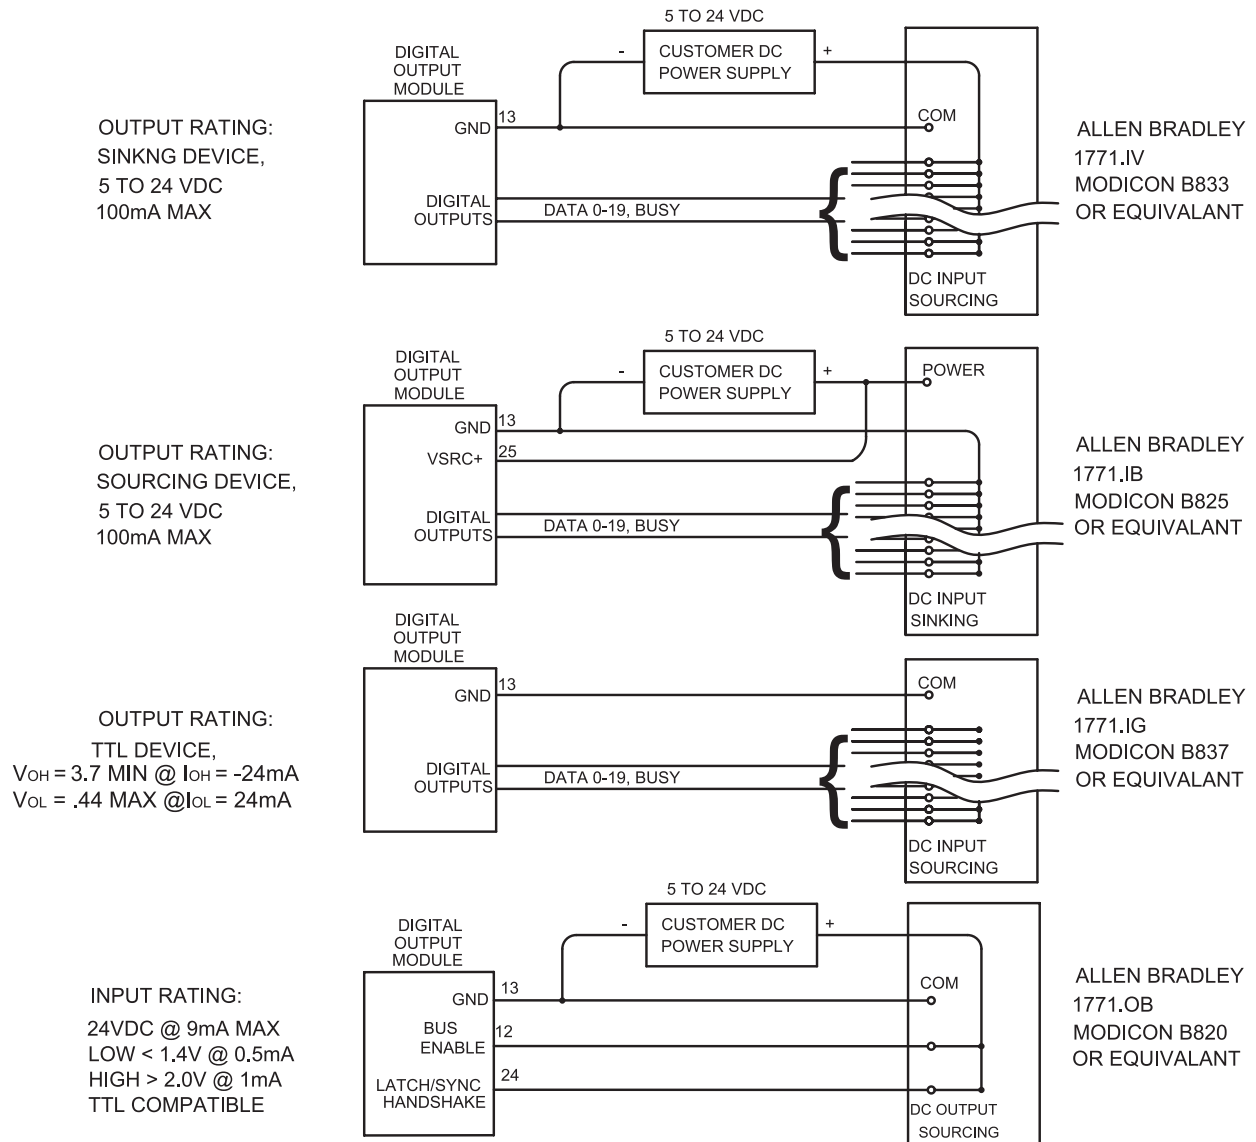 5 TO 24 VDC
DIGITAL
OUTPUT
MODULE
- CUSTOMER DC +
POWER SUPPLY
OUTPUT RATING:
SINKNG DEVICE,
5 TO 24 VDC
100mA MAX
GND 13
DIGITAL
OUTPUTS
DATA 0-19, BUSY
COM
DC INPUT
SOURCING
ALLEN BRADLEY
1771.IV
MODICON B833
OR EQUIVALANT
5 TO 24 VDC
DIGITAL
OUTPUT
MODULE
- CUSTOMER DC +
POWER SUPPLY
POWER
OUTPUT RATING:
SOURCING DEVICE,
5 TO 24 VDC
100mA MAX
GND 13
VSRC+ 25
DIGITAL
OUTPUTS
DATA 0-19, BUSY
DC INPUT
SINKING
ALLEN BRADLEY
1771.IB
MODICON B825
OR EQUIVALANT
DIGITAL
OUTPUT
MODULE
OUTPUT RATING:
TTL DEVICE,
VOH = 3.7 MIN @ IOH = -24mA
VOL = .44 MAX @IOL = 24mA
GND 13
DIGITAL
OUTPUTS
DATA 0-19, BUSY
COM
DC INPUT
SOURCING
ALLEN BRADLEY
1771.IG
MODICON B837
OR EQUIVALANT
5 TO 24 VDC
DIGITAL
OUTPUT
MODULE
- CUSTOMER DC +
POWER SUPPLY
INPUT RATING:
24VDC @ 9mA MAX
LOW < 1.4V @ 0.5mA
HIGH > 2.0V @ 1mA
TTL COMPATIBLE
GND 13
BUS
ENABLE 12
LATCH/SYNC 24
HANDSHAKE
COM
DC OUTPUT
SOURCING
ALLEN BRADLEY
1771.OB
MODICON B820
OR EQUIVALANT